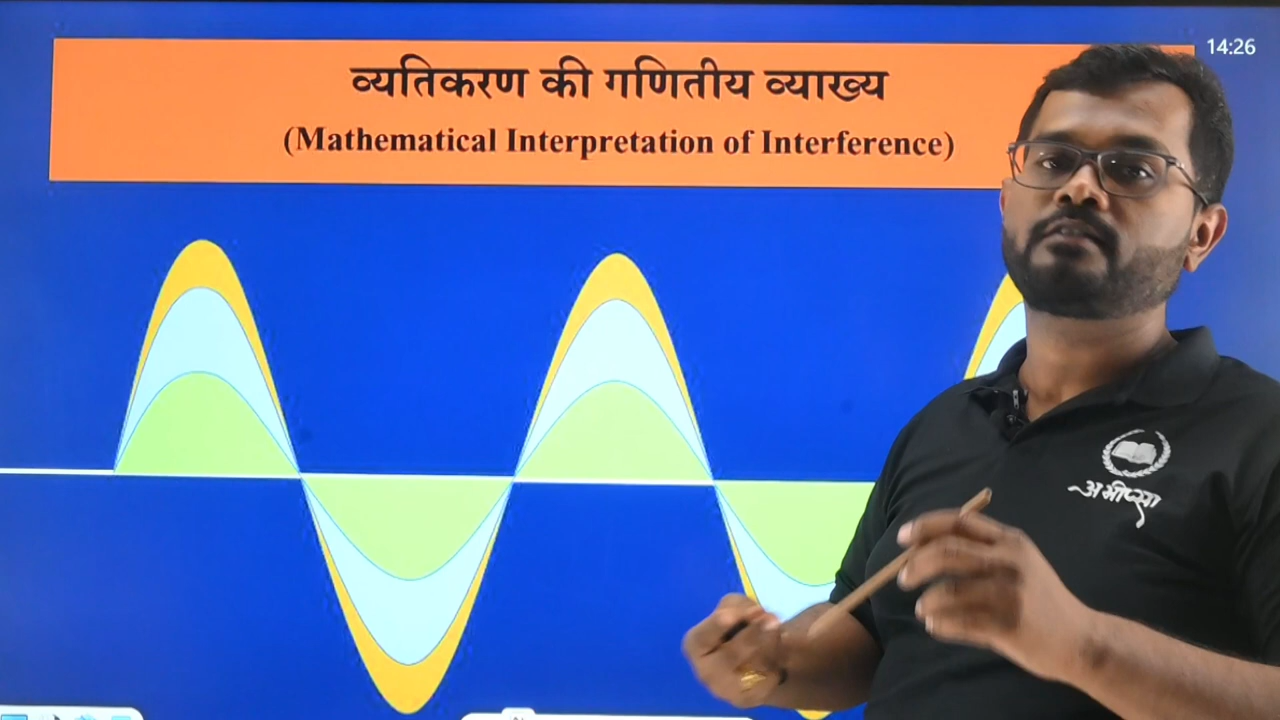 14:26
व्यतिकरण की गणितीय व्याख्य
(Mathematical Interpretation of Interference)
अभीप्सा